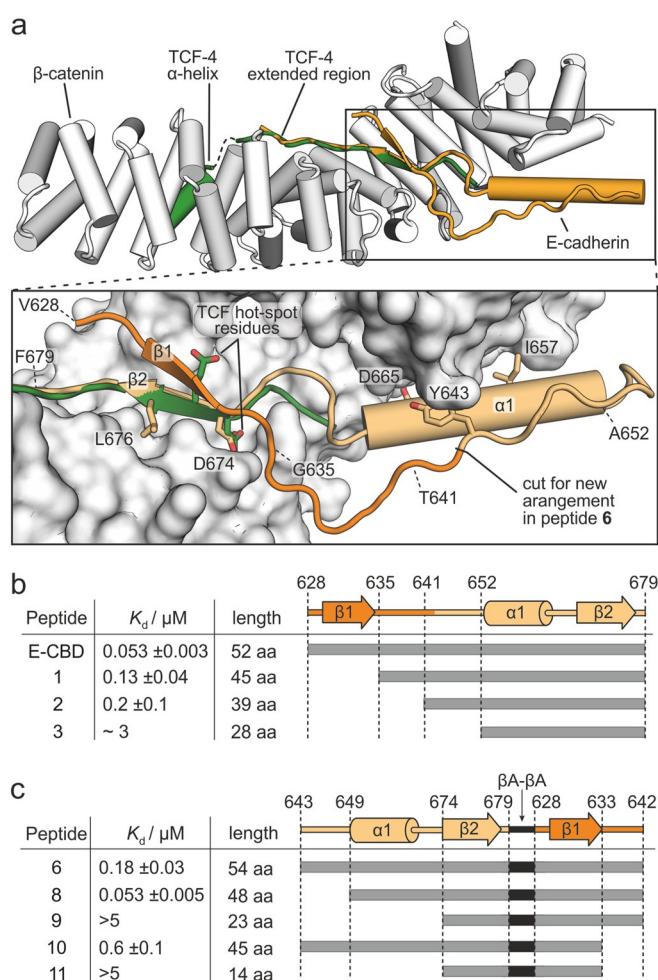 a
β-catenin
TCF-4
α-helix
TCF-4
extended region
E-cadherin
V628
TCF hot-spot
residues
β1
I657
F679
β2
D665
Y643
α1
L676
A652
D674
G635
T641
cut for new
arangement
in peptide 6
b
628 635 641 652 679
Peptide Kd / µM length β1 α1 β2
E-CBD 0.053 ±0.003 52 aa
1 0.13 ±0.04 45 aa
2 0.2 ±0.1 39 aa
3 ~ 3 28 aa
c
βA-βA
643 649 674 679 628 633 642
Peptide Kd / µM length α1 β2 β1
6 0.18 ±0.03 54 aa
8 0.053 ±0.005 48 aa
9 >5 23 aa
10 0.6 ±0.1 45 aa
11 >5 14 aa